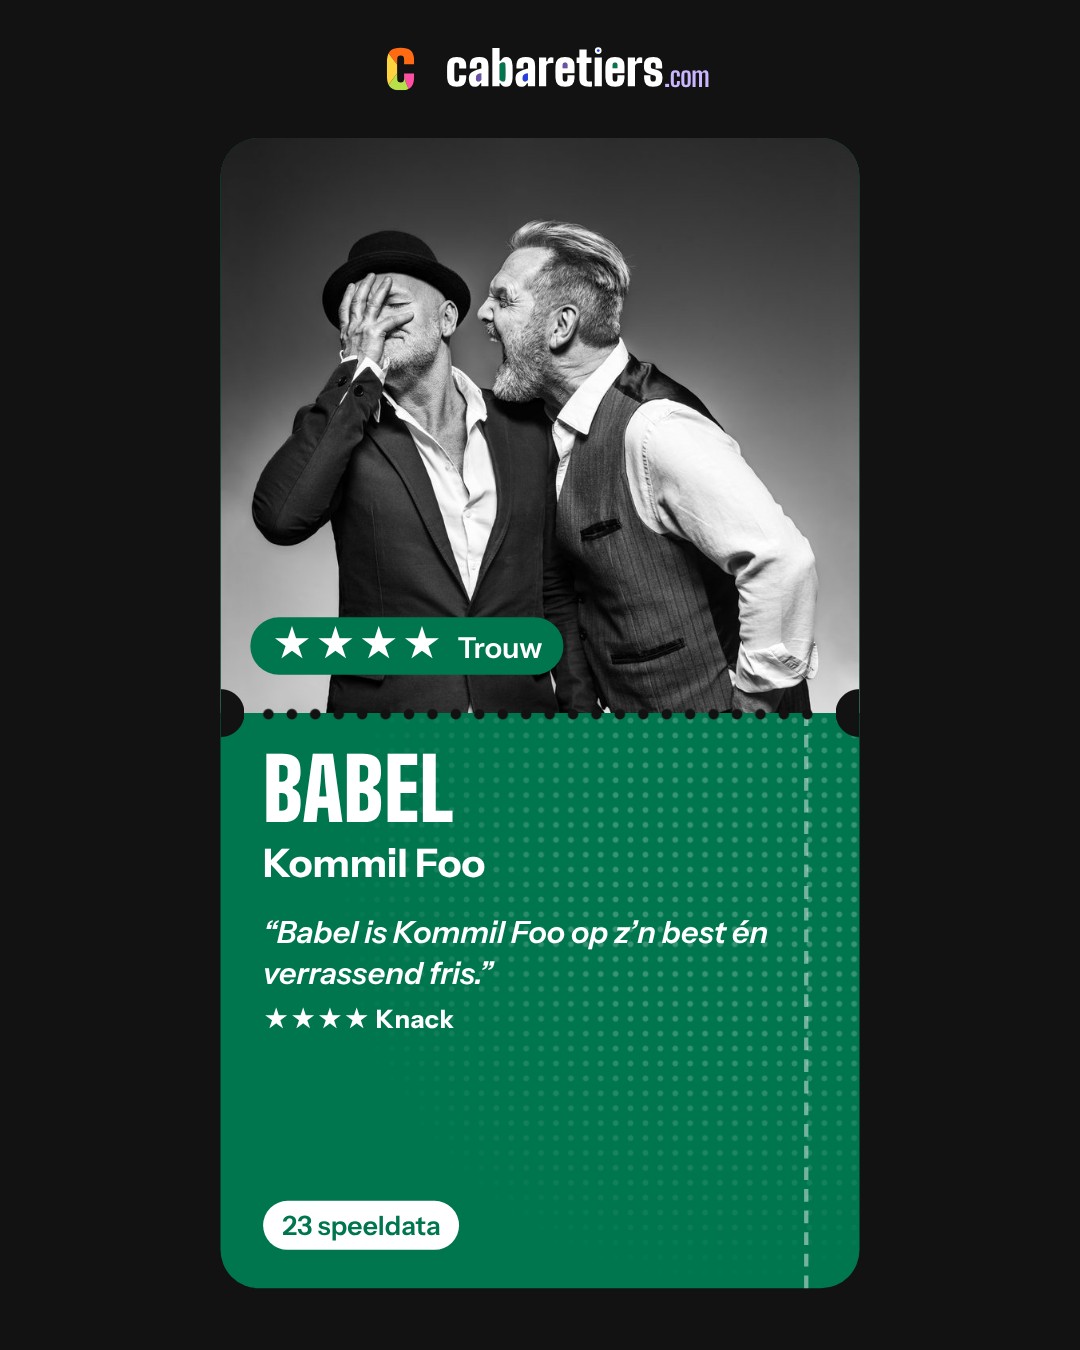 cabaretiers.com
★★★★ Trouw
BABEL
Kommil Foo
“Babel is Kommil Foo op z’n best én
verrassend fris.”
★★★★ Knack
23 speeldata